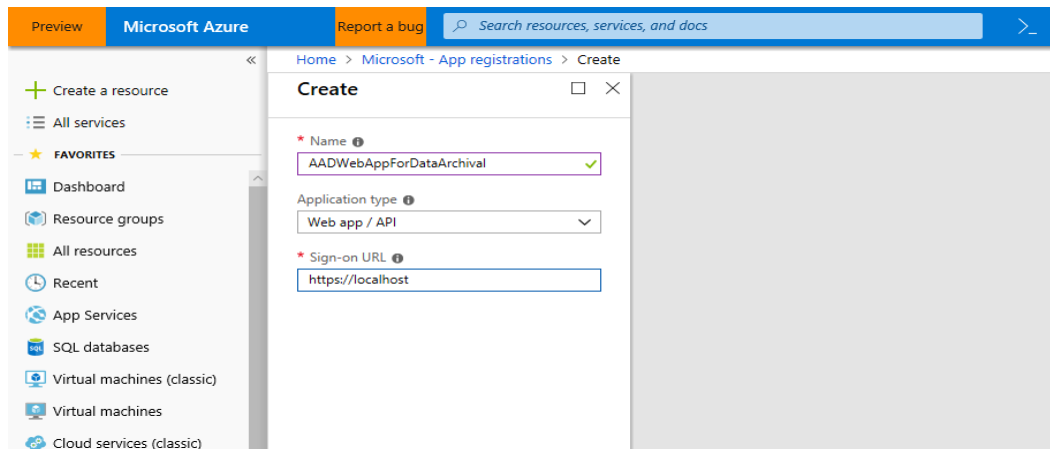 Preview
Microsoft Azure
Report a bug
Search resources, services, and docs
>_
«
Home > Microsoft - App registrations > Create
Create a resource
All services
FAVORITES
Dashboard
Resource groups
All resources
Recent
App Services
SQL databases
Virtual machines (classic)
Virtual machines
Cloud services (classic)
Create
* Name
AADWebAppForDataArchival
Application type
Web app / API
* Sign-on URL
https://localhost